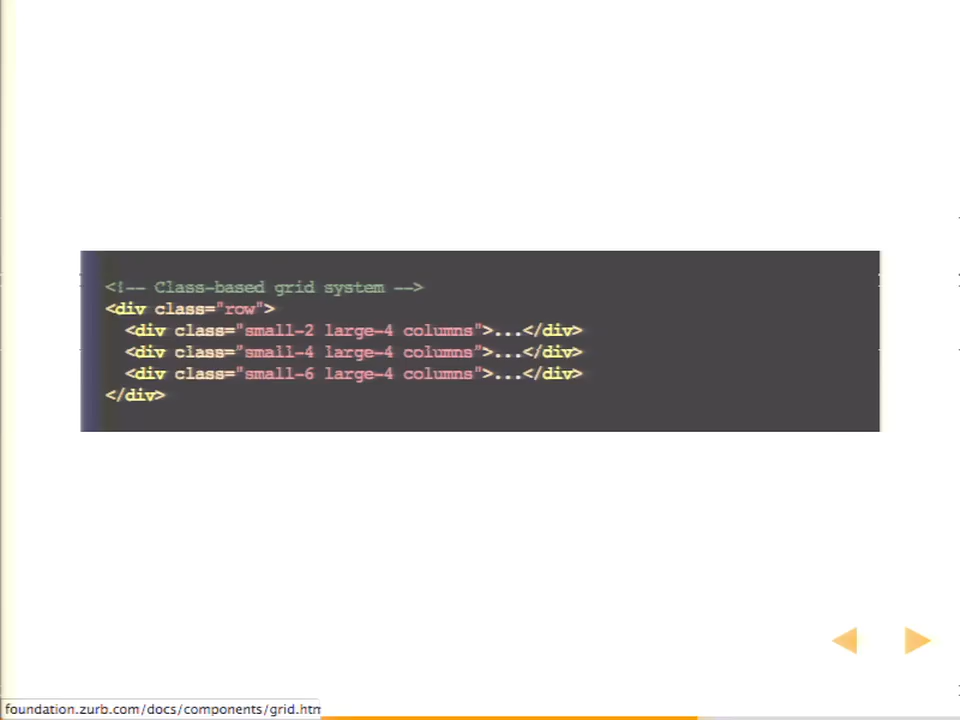 <!-- Class-based grid system -->
<div class="row">
  <div class="small-2 large-4 columns">...</div>
  <div class="small-4 large-4 columns">...</div>
  <div class="small-6 large-4 columns">...</div>
</div>
foundation.zurb.com/docs/components/grid.htm